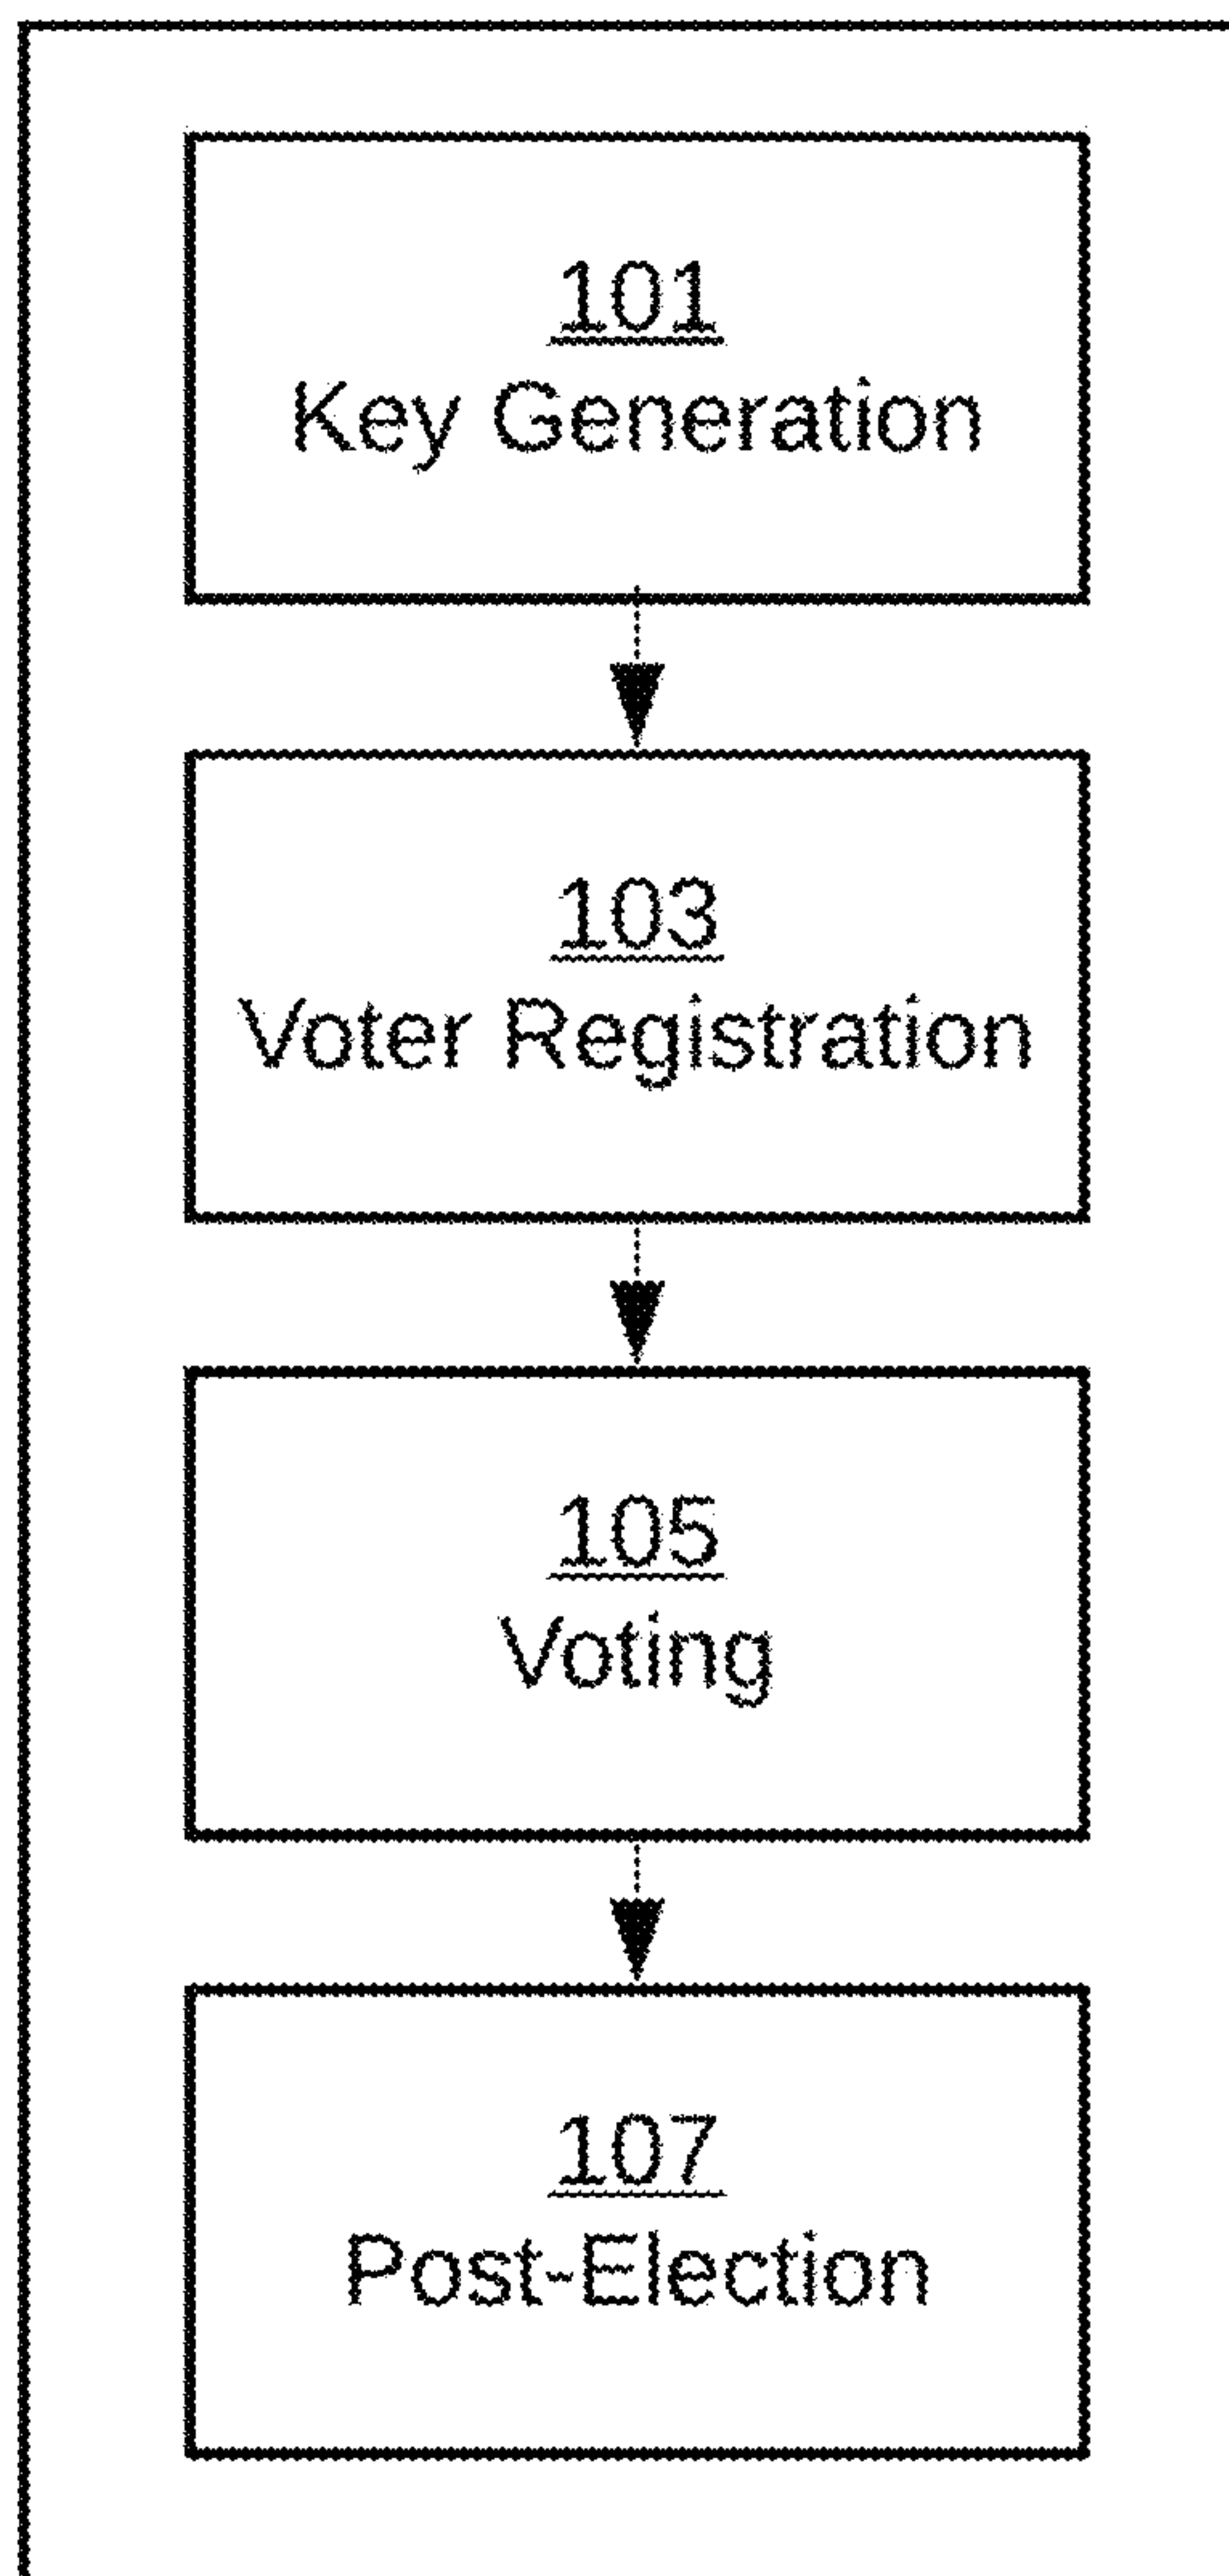 101
Key Generation
103
Voter Registration
105
Voting
107
Post-Election